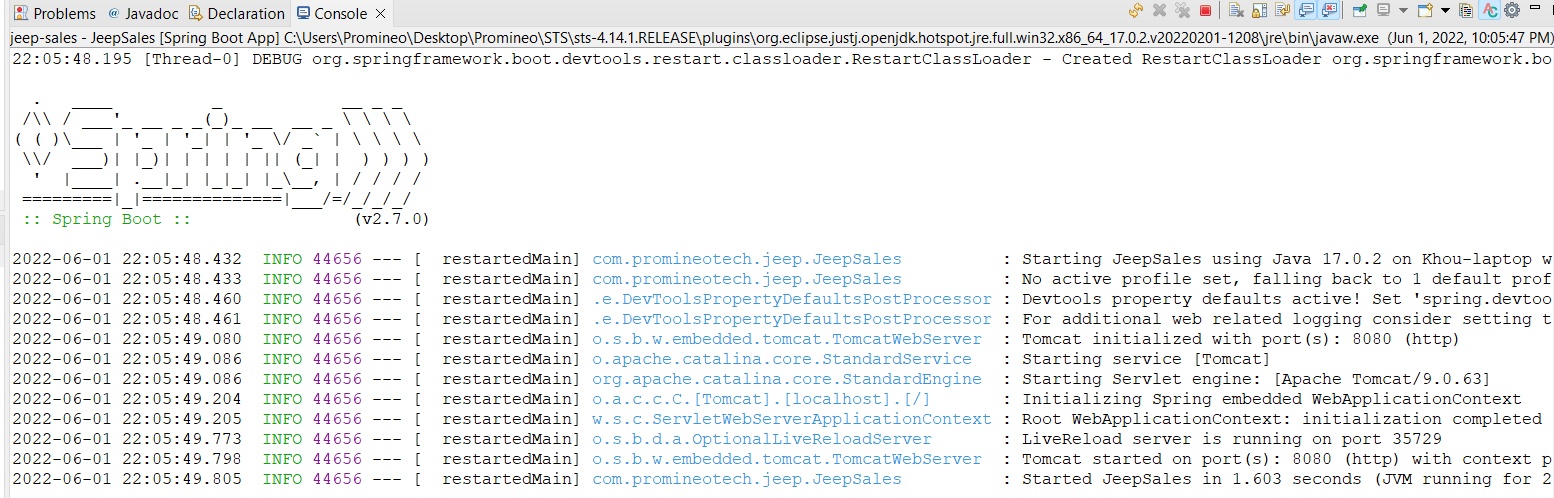 Problems @ Javadoc Declaration Console
jeep-sales - JeepSales [Spring Boot App] C:\Users\Promineo\Desktop\Promineo\STS\sts-4.14.1.RELEASE\plugins\org.eclipse.justj.openjdk.hotspot.jre.full.win32.x86_64_17.0.2.v20220201-1208\jre\bin\javaw.exe (Jun 1, 2022, 10:05:47 PM)
22:05:48.195 [Thread-0] DEBUG org.springframework.boot.devtools.restart.classloader.RestartClassLoader - Created RestartClassLoader org.springframework.bo
  .   ____          _            __ _ _
 /\\ / ___'_ __ _ _(_)_ __  __ _ \ \ \ \
( ( )\___ | '_ | '_| | '_ \/ _` | \ \ \ \
 \\/  ___)| |_)| | | | | || (_| |  ) ) ) )
  '  |____| .__|_| |_|_| |_\__, | / / / /
 =========|_|==============|___/=/_/_/_/
 :: Spring Boot ::                (v2.7.0)
2022-06-01 22:05:48.432  INFO 44656 --- [  restartedMain] com.promineotech.jeep.JeepSales          : Starting JeepSales using Java 17.0.2 on Khou-laptop w
2022-06-01 22:05:48.433  INFO 44656 --- [  restartedMain] com.promineotech.jeep.JeepSales          : No active profile set, falling back to 1 default prof
2022-06-01 22:05:48.460  INFO 44656 --- [  restartedMain] .e.DevToolsPropertyDefaultsPostProcessor : Devtools property defaults active! Set 'spring.devtoo
2022-06-01 22:05:48.461  INFO 44656 --- [  restartedMain] .e.DevToolsPropertyDefaultsPostProcessor : For additional web related logging consider setting t
2022-06-01 22:05:49.080  INFO 44656 --- [  restartedMain] o.s.b.w.embedded.tomcat.TomcatWebServer  : Tomcat initialized with port(s): 8080 (http)
2022-06-01 22:05:49.086  INFO 44656 --- [  restartedMain] o.apache.catalina.core.StandardService   : Starting service [Tomcat]
2022-06-01 22:05:49.086  INFO 44656 --- [  restartedMain] org.apache.catalina.core.StandardEngine  : Starting Servlet engine: [Apache Tomcat/9.0.63]
2022-06-01 22:05:49.204  INFO 44656 --- [  restartedMain] o.a.c.c.C.[Tomcat].[localhost].[/]       : Initializing Spring embedded WebApplicationContext
2022-06-01 22:05:49.205  INFO 44656 --- [  restartedMain] w.s.c.ServletWebServerApplicationContext : Root WebApplicationContext: initialization completed
2022-06-01 22:05:49.773  INFO 44656 --- [  restartedMain] o.s.b.d.a.OptionalLiveReloadServer       : LiveReload server is running on port 35729
2022-06-01 22:05:49.798  INFO 44656 --- [  restartedMain] o.s.b.w.embedded.tomcat.TomcatWebServer  : Tomcat started on port(s): 8080 (http) with context p
2022-06-01 22:05:49.805  INFO 44656 --- [  restartedMain] com.promineotech.jeep.JeepSales          : Started JeepSales in 1.603 seconds (JVM running for 2